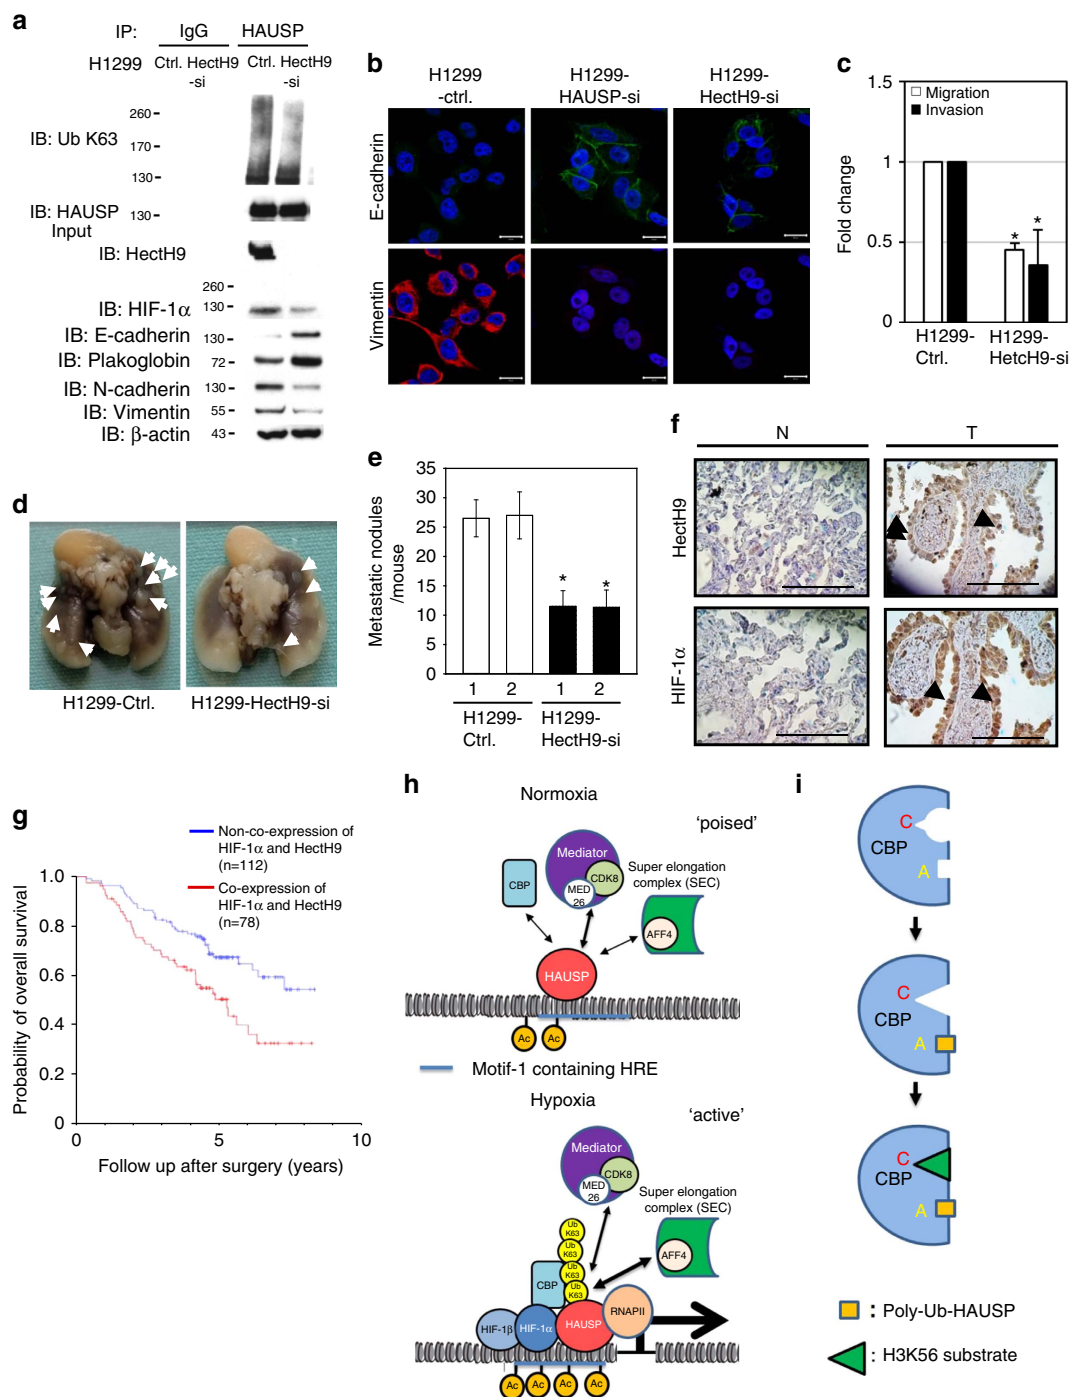 a
IP: IgG HAUSP
H1299 Ctrl. HectH9 Ctrl. HectH9
-si -si
260
IB: Ub K63
170
130
IB: HAUSP 130
Input
IB: HectH9
260
IB: HIF-1α 130
IB: E-cadherin 130
IB: Plakoglobin 72
IB: N-cadherin 130
IB: Vimentin 55
IB: β-actin 43
b
H1299 H1299- H1299-
-ctrl. HAUSP-si HectH9-si
E-cadherin
Vimentin
c
1.5
Migration
Invasion
1
0.5
0
Fold change
* *
H1299- H1299-
Ctrl. HetcH9-si
d
H1299-Ctrl. H1299-HectH9-si
e
35
30
25
20
15
10
5
0
Metastatic nodules
/mouse
* *
1 2 1 2
H1299- H1299-
Ctrl. HectH9-si
f
N T
HectH9
HIF-1α
g
Non-co-expression of
HIF-1α and HectH9
(n=112)
Co-expression of
HIF-1α and HectH9
(n=78)
1.0
0.8
0.6
0.4
0.2
0
Probability of overall survival
0 5 10
Follow up after surgery (years)
h
Normoxia
'poised'
Mediator
CDK8
MED
26
CBP
Super elongation
complex (SEC)
AFF4
HAUSP
Ac Ac
Motif-1 containing HRE
Hypoxia
'active'
Mediator
CDK8
MED
26
Super elongation
complex (SEC)
AFF4
Ub
K63
Ub
K63
Ub
K63
Ub
K63
CBP
HIF-1β HIF-1α HAUSP RNAPII
Ac Ac Ac Ac
i
C
CBP
A
C
CBP
A
C
CBP
A
: Poly-Ub-HAUSP
: H3K56 substrate